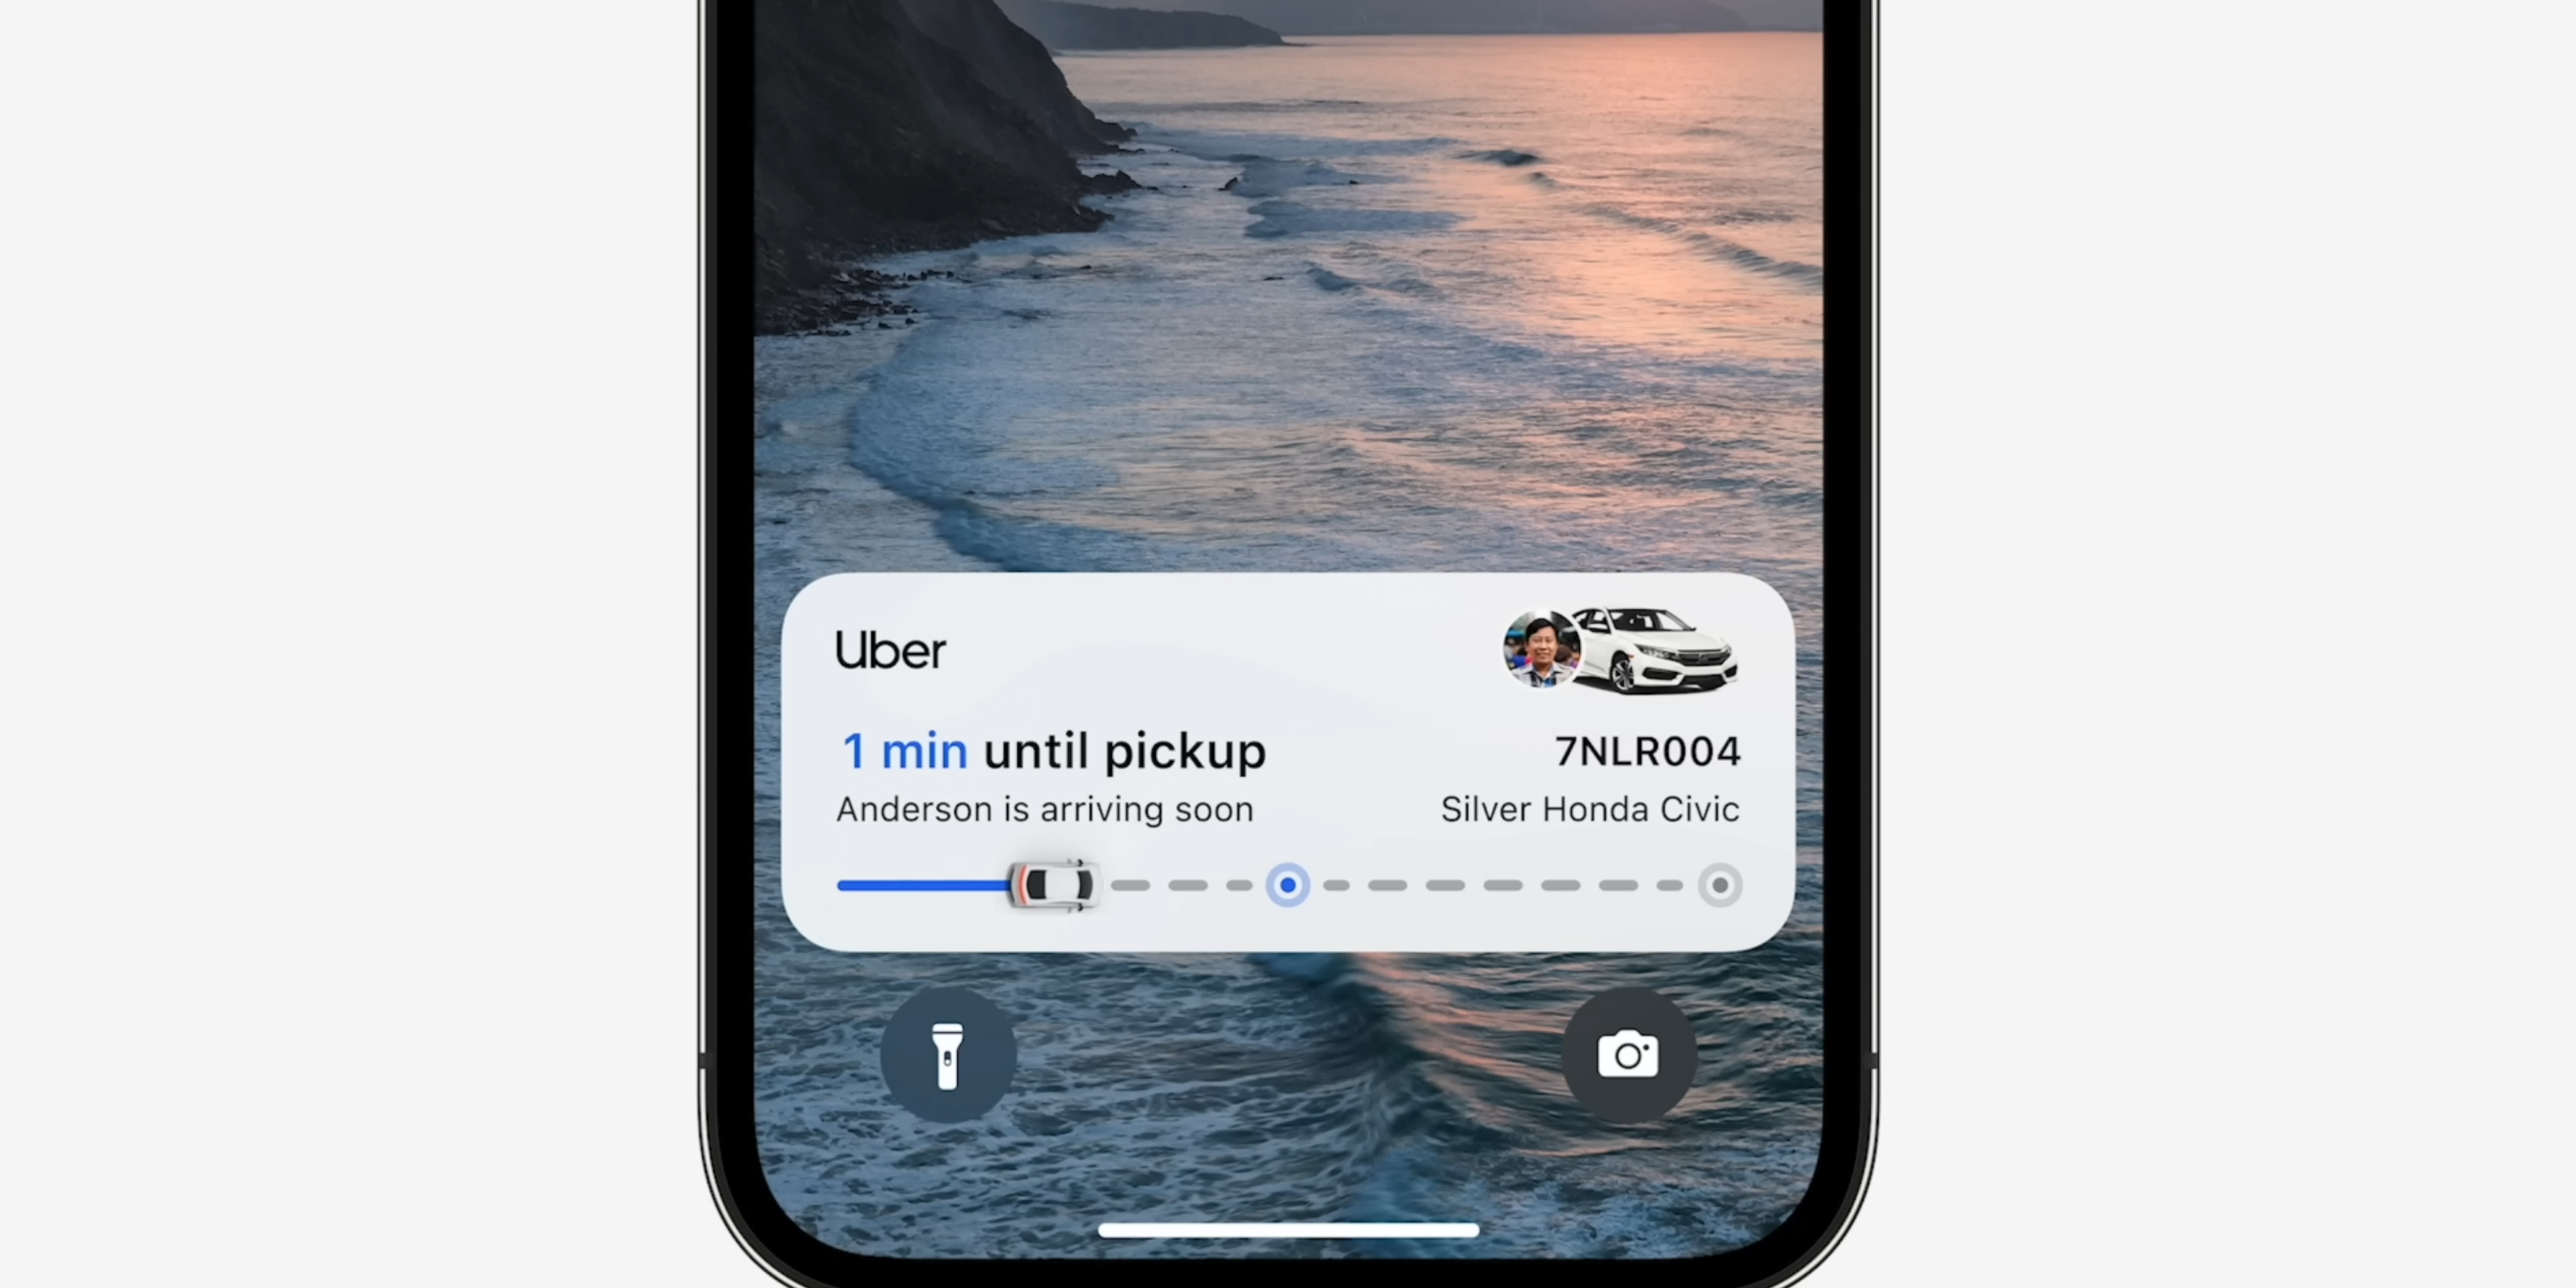 Uber
1 min until pickup
7NLR004
Anderson is arriving soon
Silver Honda Civic